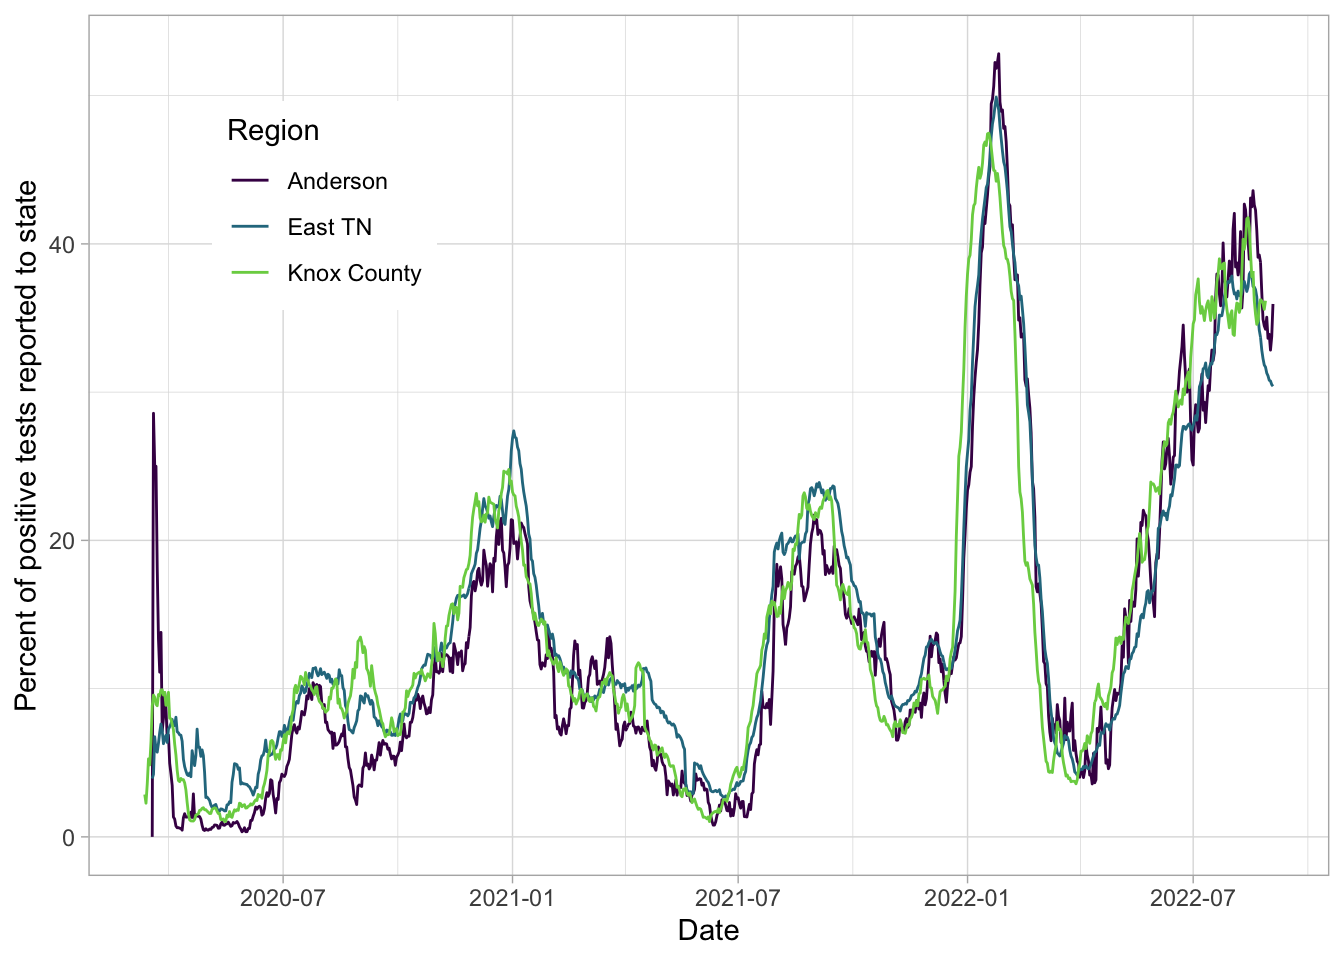 Region
Anderson
East TN
Knox County
Percent of positive tests reported to state
40
20
0
2020-07
2021-01
2021-07
2022-01
2022-07
Date